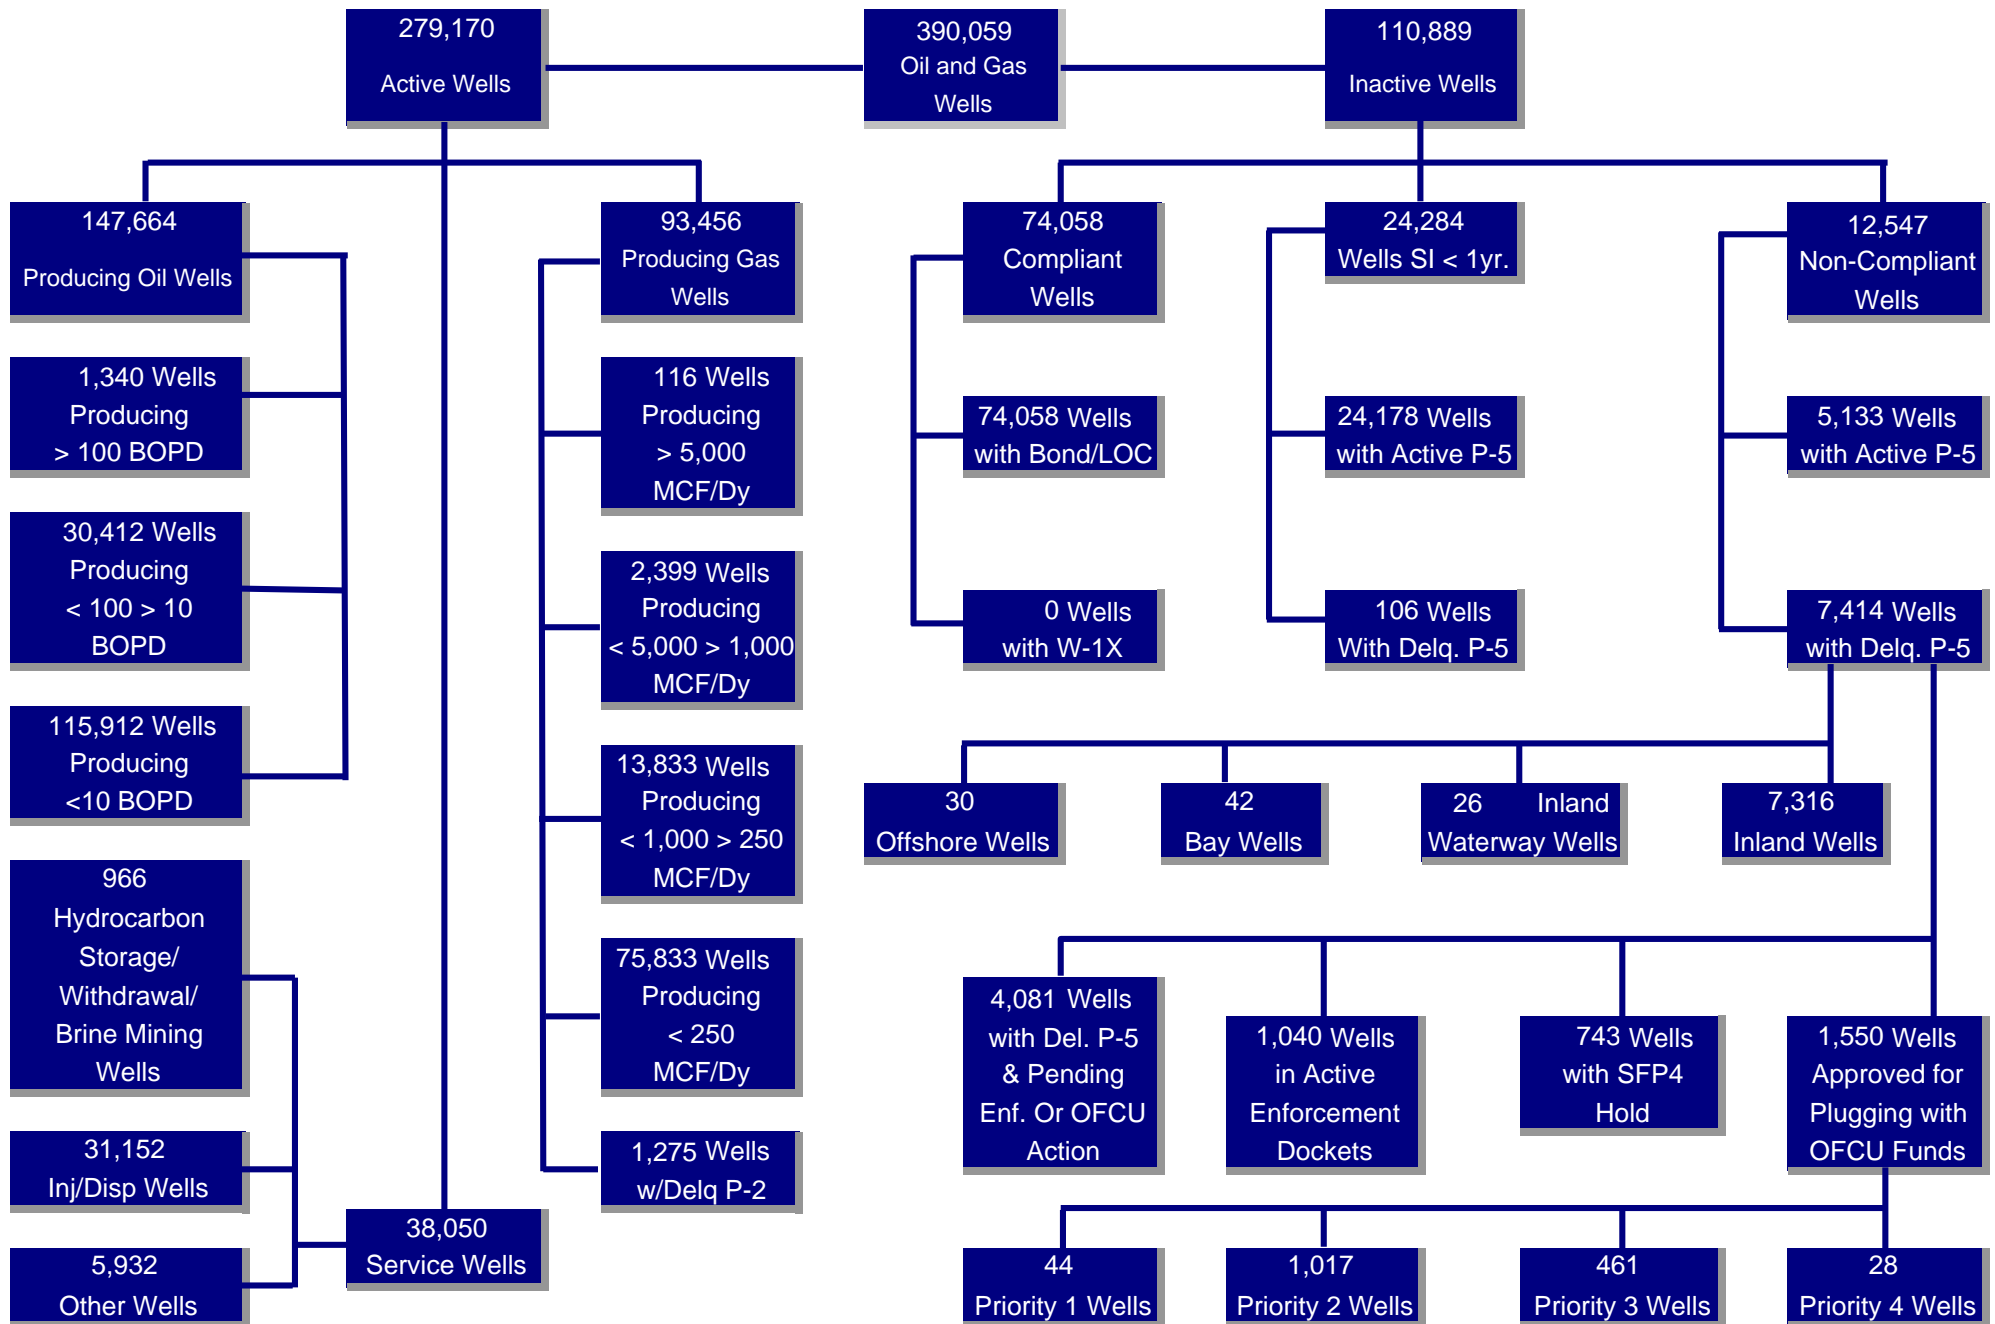 279,170
Active Wells
390,059
Oil and Gas
Wells
110,889
Inactive Wells
147,664
Producing Oil Wells
93,456
Producing Gas
Wells
74,058
Compliant
Wells
24,284
Wells SI < 1yr.
12,547
Non-Compliant
Wells
1,340 Wells
Producing
> 100 BOPD
116 Wells
Producing
> 5,000
MCF/Dy
74,058 Wells
with Bond/LOC
24,178 Wells
with Active P-5
5,133 Wells
with Active P-5
30,412 Wells
Producing
< 100 > 10
BOPD
2,399 Wells
Producing
< 5,000 > 1,000
MCF/Dy
0 Wells
with W-1X
106 Wells
With Delq. P-5
7,414 Wells
with Delq. P-5
115,912 Wells
Producing
<10 BOPD
13,833 Wells
Producing
< 1,000 > 250
MCF/Dy
30
Offshore Wells
42
Bay Wells
26 Inland
Waterway Wells
7,316
Inland Wells
966
Hydrocarbon
Storage/
Withdrawal/
Brine Mining
Wells
75,833 Wells
Producing
< 250
MCF/Dy
4,081 Wells
with Del. P-5
& Pending
Enf. Or OFCU
Action
1,040 Wells
in Active
Enforcement
Dockets
743 Wells
with SFP4
Hold
1,550 Wells
Approved for
Plugging with
OFCU Funds
31,152
Inj/Disp Wells
1,275 Wells
w/Delq P-2
38,050
Service Wells
5,932
Other Wells
44
Priority 1 Wells
1,017
Priority 2 Wells
461
Priority 3 Wells
28
Priority 4 Wells